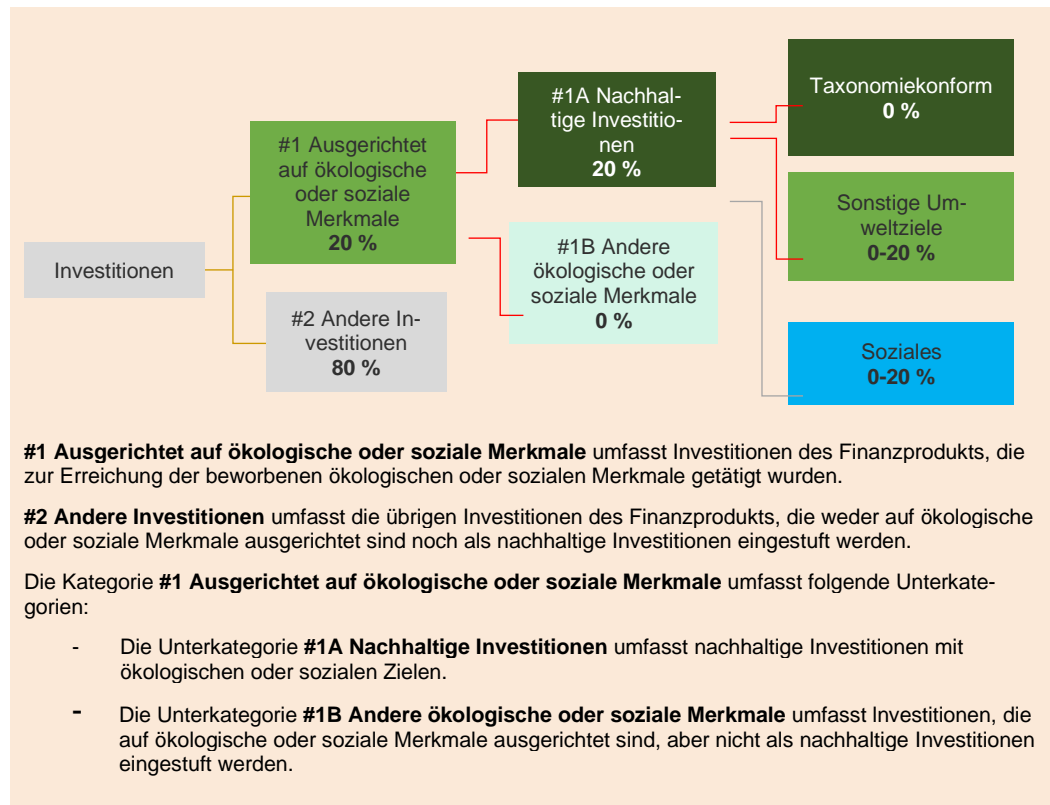 Investitionen
#1 Ausgerichtet
auf ökologische
oder soziale
Merkmale
20 %
#2 Andere In-
vestitionen
80 %
#1A Nachhal-
tige Investitio-
nen
20 %
#1B Andere
ökologische oder
soziale Merkmale
0 %
Taxonomiekonform
0 %
Sonstige Um-
weltziele
0-20 %
Soziales
0-20 %
#1 Ausgerichtet auf ökologische oder soziale Merkmale umfasst Investitionen des Finanzprodukts, die
zur Erreichung der beworbenen ökologischen oder sozialen Merkmale getätigt wurden.
#2 Andere Investitionen umfasst die übrigen Investitionen des Finanzprodukts, die weder auf ökologische
oder soziale Merkmale ausgerichtet sind noch als nachhaltige Investitionen eingestuft werden.
Die Kategorie #1 Ausgerichtet auf ökologische oder soziale Merkmale umfasst folgende Unterkate-
gorien:
- Die Unterkategorie #1A Nachhaltige Investitionen umfasst nachhaltige Investitionen mit
ökologischen oder sozialen Zielen.
- Die Unterkategorie #1B Andere ökologische oder soziale Merkmale umfasst Investitionen, die
auf ökologische oder soziale Merkmale ausgerichtet sind, aber nicht als nachhaltige Investitionen
eingestuft werden.